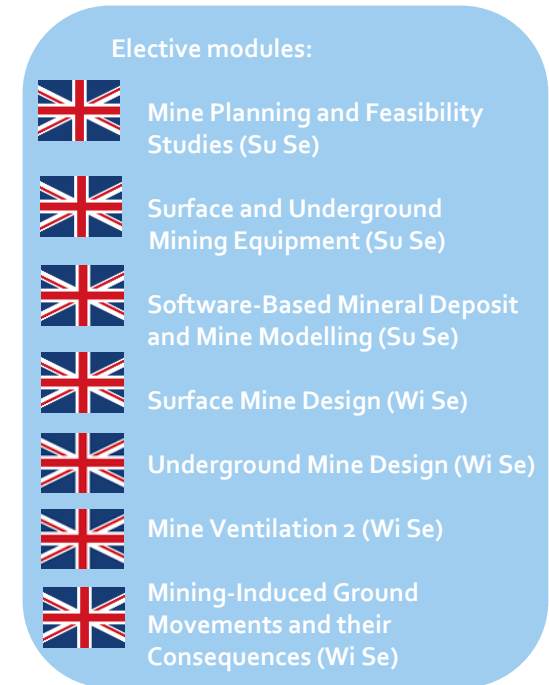 Elective modules:
Mine Planning and Feasibility
Studies (Su Se)
Surface and Underground
Mining Equipment (Su Se)
Software-Based Mineral Deposit
and Mine Modelling (Su Se)
Surface Mine Design (Wi Se)
Underground Mine Design (Wi Se)
Mine Ventilation 2 (Wi Se)
Mining-Induced Ground
Movements and their
Consequences (Wi Se)